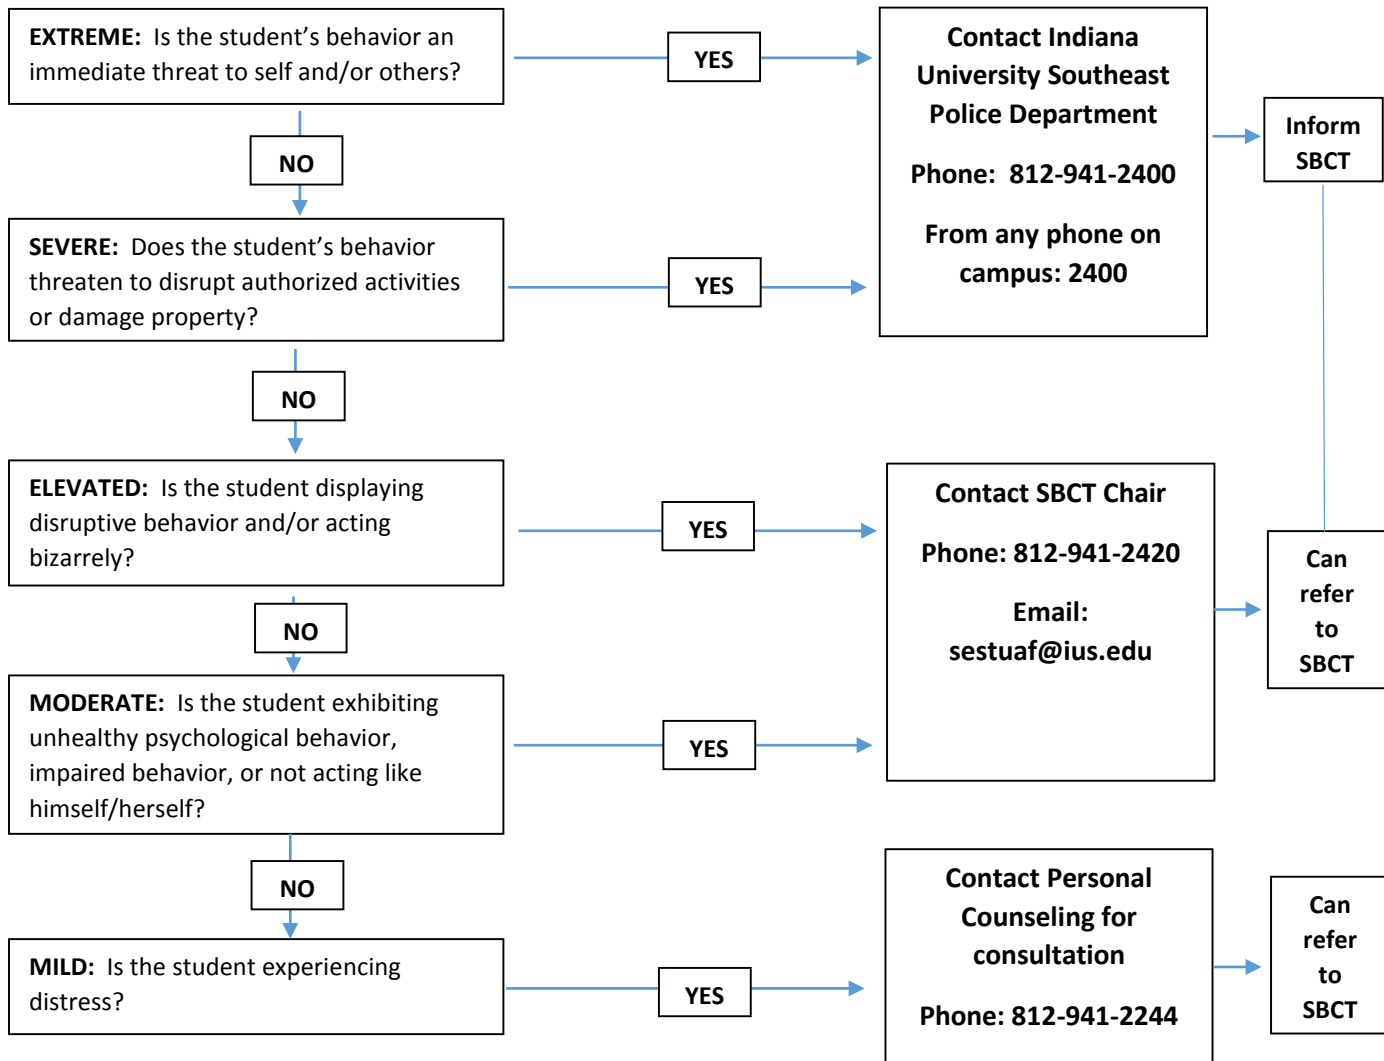 EXTREME:  Is the student’s behavior an
immediate threat to self and/or others?
YES
Contact Indiana
University Southeast
Police Department
Phone:  812-941-2400
From any phone on
campus: 2400
Inform
SBCT
NO
SEVERE:  Does the student’s behavior
threaten to disrupt authorized activities
or damage property?
YES
NO
ELEVATED:  Is the student displaying
disruptive behavior and/or acting
bizarrely?
YES
Contact SBCT Chair
Phone: 812-941-2420
Email:
sestuaf@ius.edu
Can
refer
to
SBCT
NO
MODERATE:  Is the student exhibiting
unhealthy psychological behavior,
impaired behavior, or not acting like
himself/herself?
YES
NO
MILD:  Is the student experiencing
distress?
YES
Contact Personal
Counseling for
consultation
Phone: 812-941-2244
Can
refer
to
SBCT